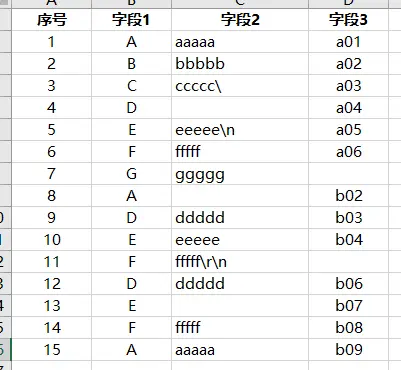 A B C D
序号 字段1 字段2 字段3
1 A aaaaa a01
2 B bbbbb a02
3 C ccccc\ a03
4 D a04
5 E eeeee\n a05
6 F fffff a06
7 G ggggg
8 A b02
9 D ddddd b03
10 E eeeee b04
11 F fffff\r\n
12 D ddddd b06
13 E b07
14 F fffff b08
15 A aaaaa b09